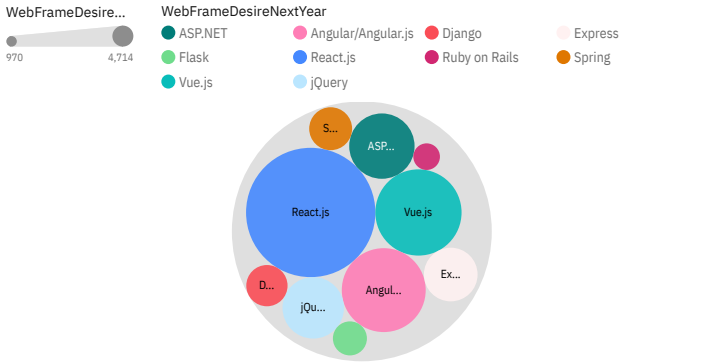 WebFrameDesire...
970 4,714
WebFrameDesireNextYear
ASP.NET Angular/Angular.js Django Express
Flask React.js Ruby on Rails Spring
Vue.js jQuery
S...
ASP...
React.js
Vue.js
Ex...
D...
Angul...
jQu...